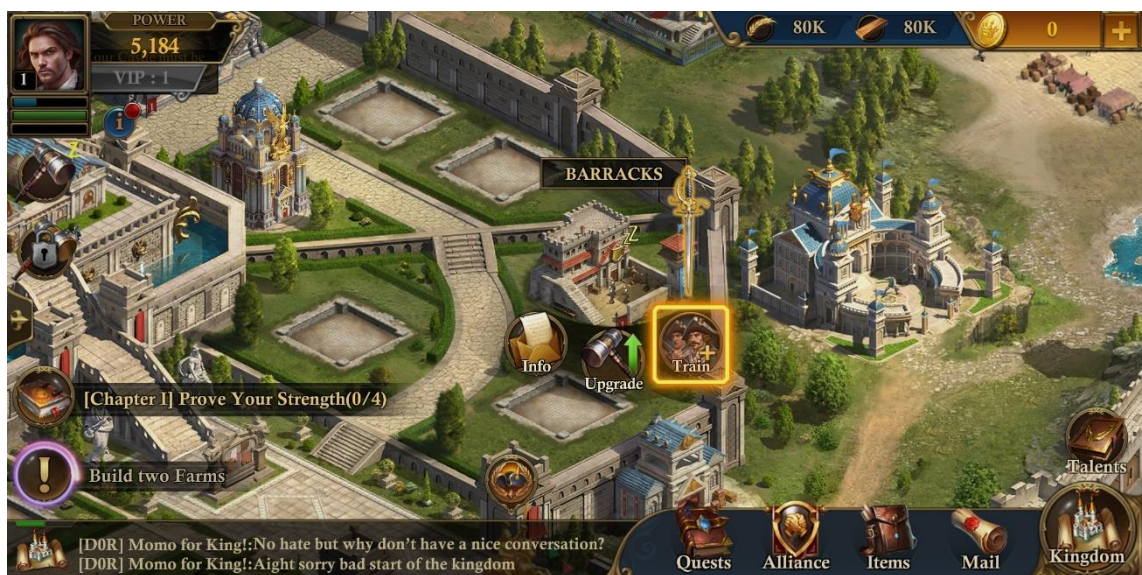 POWER
5,184
VIP : 1
1
80K
80K
0
BARRACKS
Info
Upgrade
Train
[Chapter I] Prove Your Strength(0/4)
Build two Farms
Talents
[D0R] Momo for King!:No hate but why don't have a nice conversation?
[D0R] Momo for King!:Aight sorry bad start of the kingdom
Quests
Alliance
Items
Mail
Kingdom